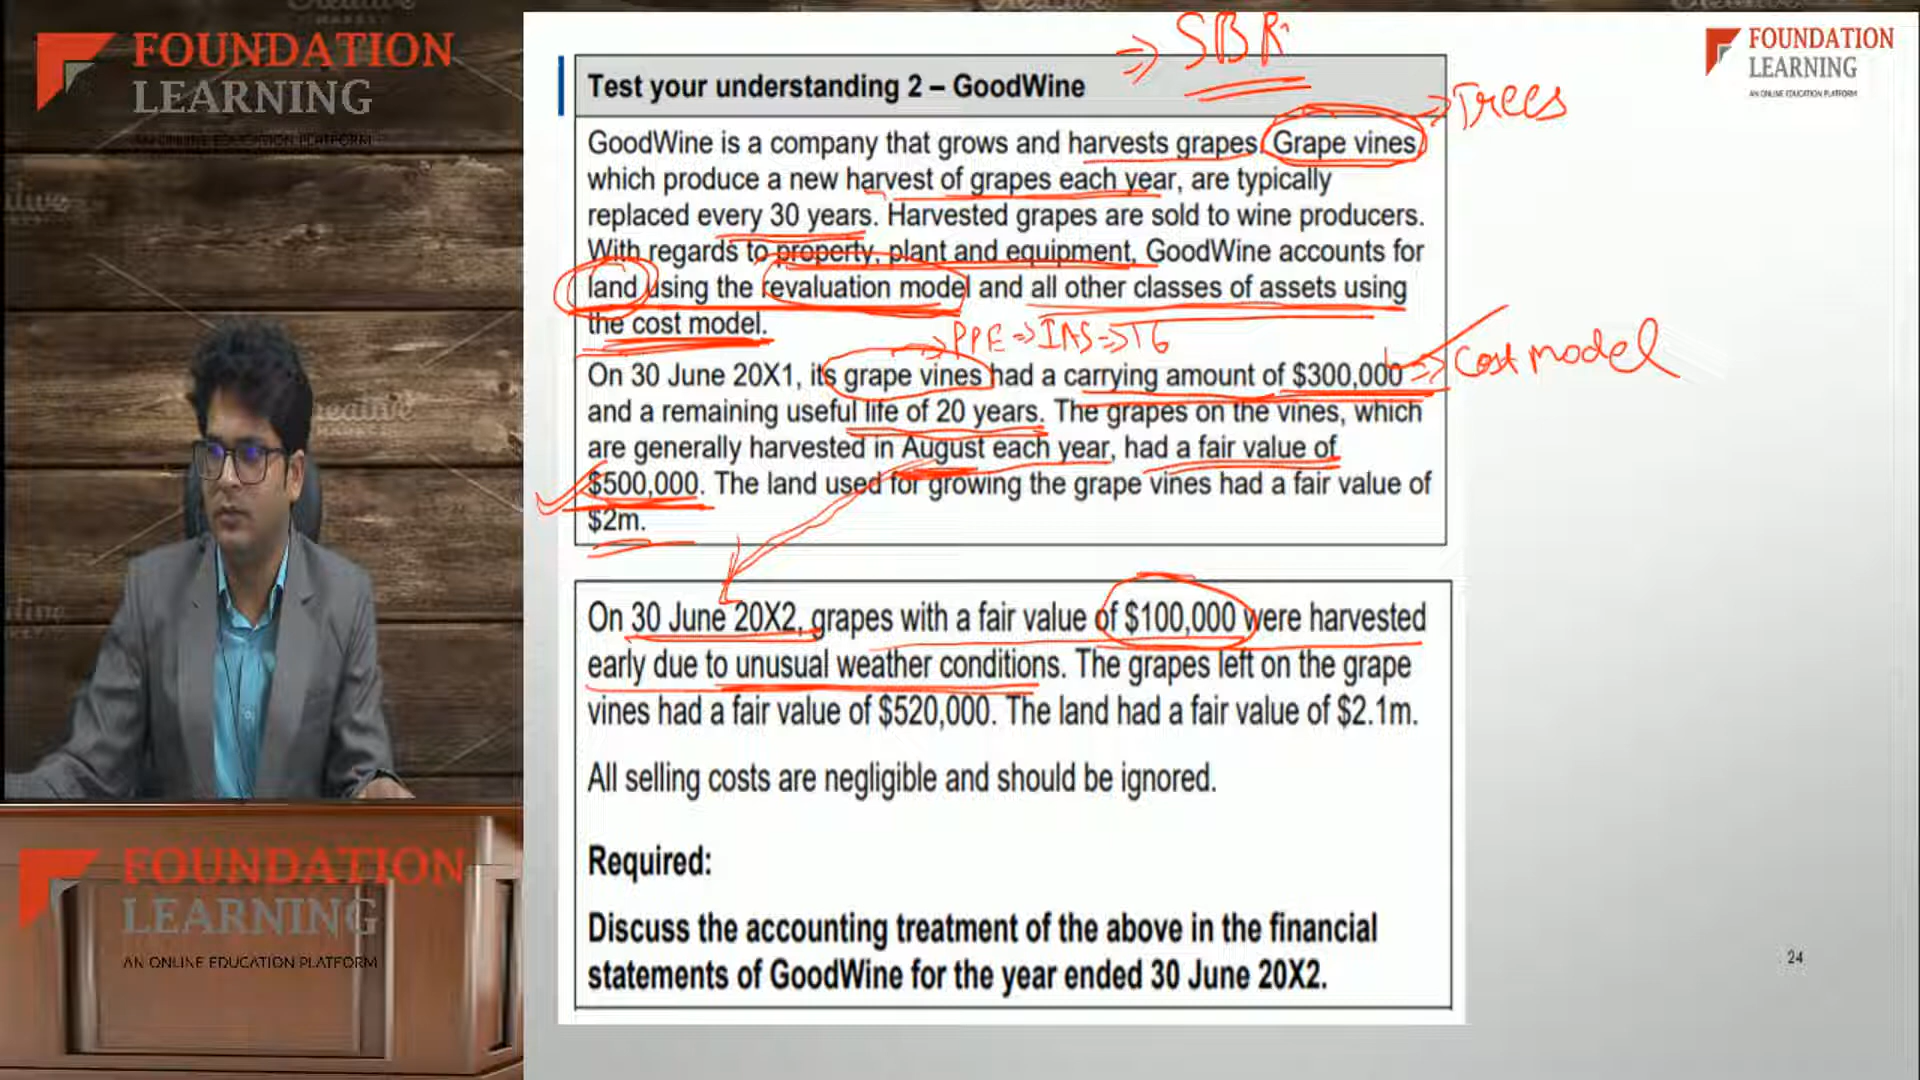 FOUNDATION
LEARNING
AN ONLINE EDUCATION PLATFORM
FOUNDATION
LEARNING
AN ONLINE EDUCATION PLATFORM
⇒ SBR
Test your understanding 2 – GoodWine
→ Trees
GoodWine is a company that grows and harvests grapes. Grape vines,
which produce a new harvest of grapes each year, are typically
replaced every 30 years. Harvested grapes are sold to wine producers.
With regards to property, plant and equipment, GoodWine accounts for
land using the revaluation model and all other classes of assets using
the cost model.
→ PPE ⇒ IAS ⇒ 16
On 30 June 20X1, its grape vines had a carrying amount of $300,000
⇒ Cost model
and a remaining useful life of 20 years. The grapes on the vines, which
are generally harvested in August each year, had a fair value of
$500,000. The land used for growing the grape vines had a fair value of
$2m.
On 30 June 20X2, grapes with a fair value of $100,000 were harvested
early due to unusual weather conditions. The grapes left on the grape
vines had a fair value of $520,000. The land had a fair value of $2.1m.
All selling costs are negligible and should be ignored.
Required:
Discuss the accounting treatment of the above in the financial
statements of GoodWine for the year ended 30 June 20X2.
24
FOUNDATION
LEARNING
AN ONLINE EDUCATION PLATFORM